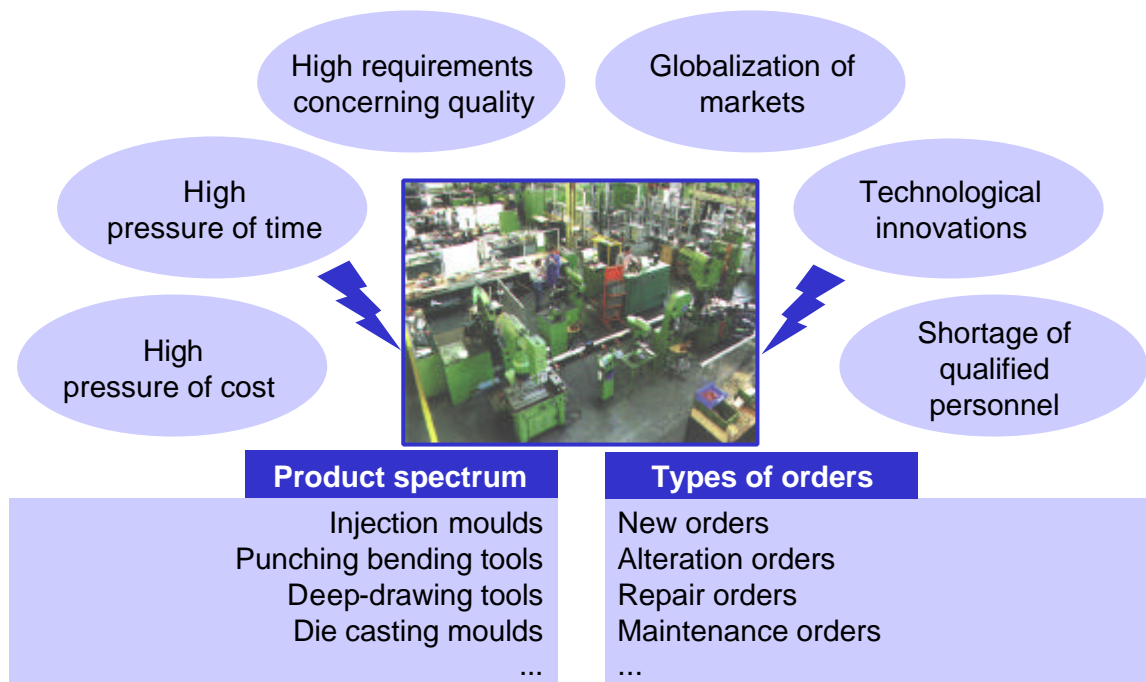 High requirements
concerning quality
Globalization of
markets
High
pressure of time
Technological
innovations
High
pressure of cost
Shortage of
qualified
personnel
Product spectrum
Injection moulds
Punching bending tools
Deep-drawing tools
Die casting moulds
...
Types of orders
New orders
Alteration orders
Repair orders
Maintenance orders
...